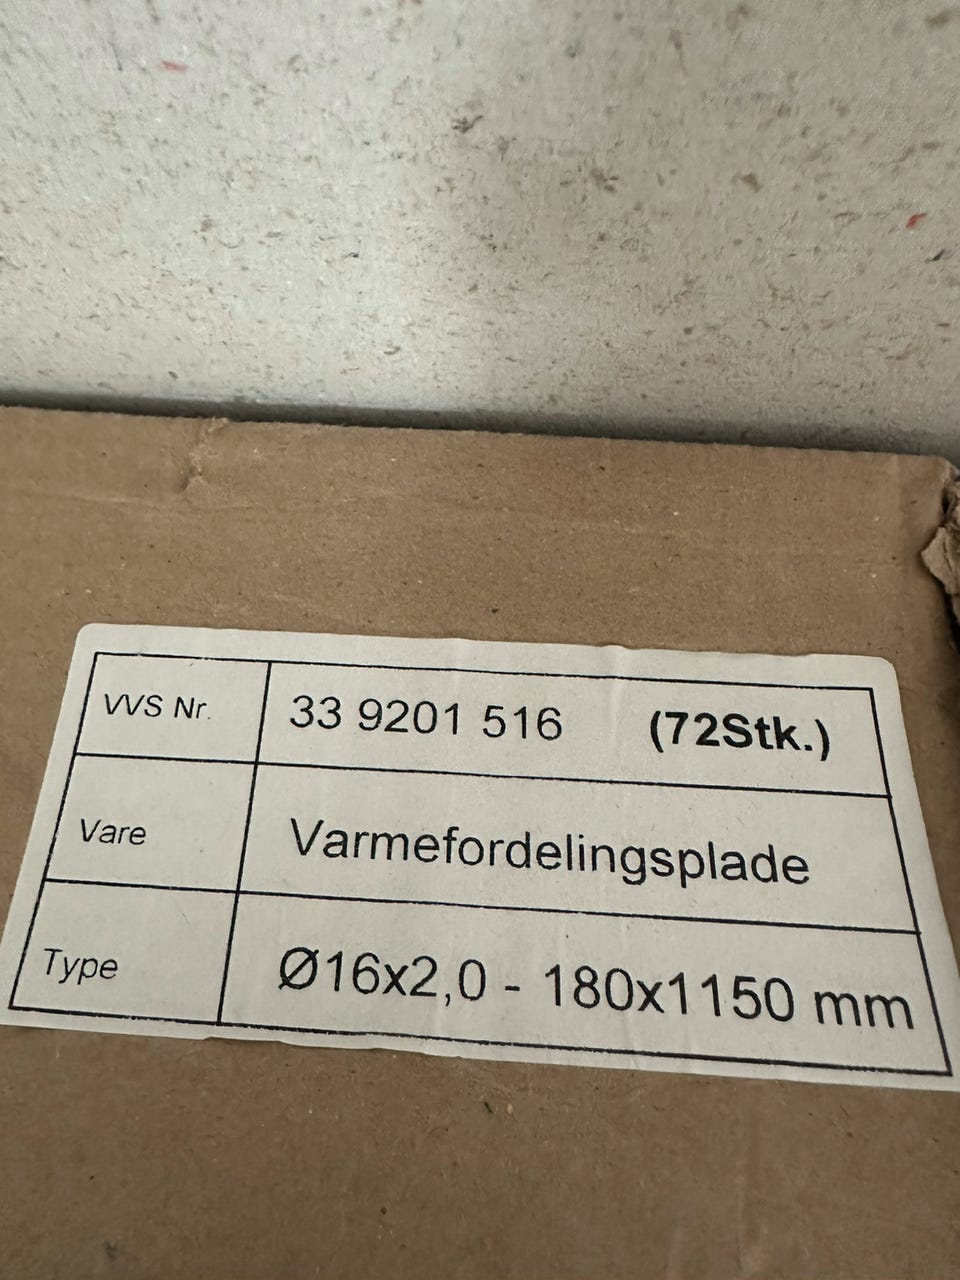 VVS Nr. 33 9201 516 (72Stk.)
Vare Varmefordelingsplade
Type Ø16x2,0 - 180x1150 mm